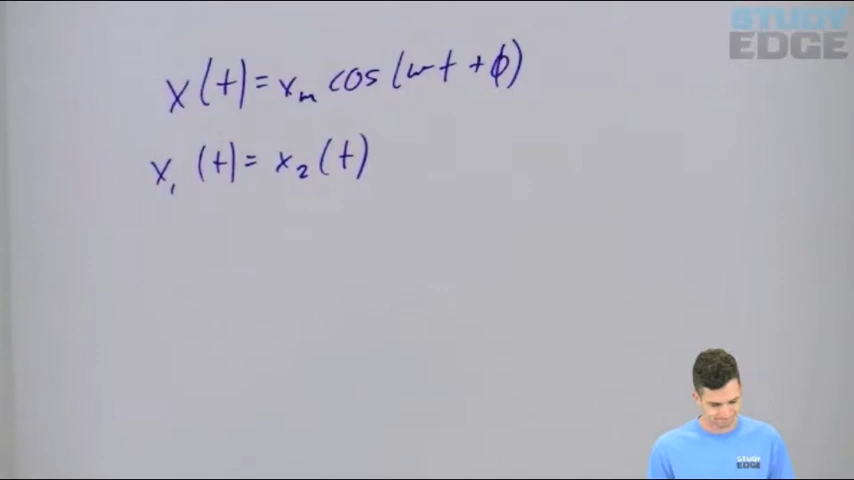 STUDY
EDGE
x(t) = xₘ cos(ωt + ϕ)
x₁(t) = x₂(t)
STUDY
EDGE